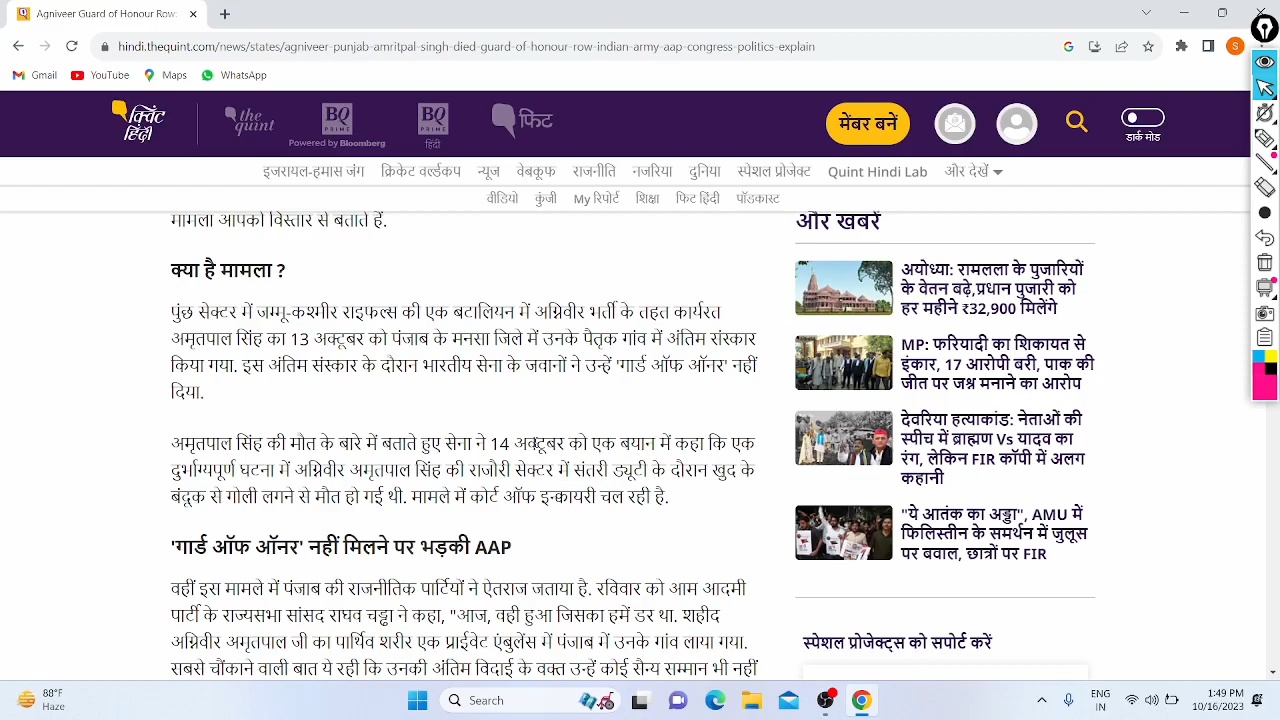 Agniveer Guard of Honour Row:
hindi.thequint.com/news/states/agniveer-punjab-amritpal-singh-died-guard-of-honour-row-indian-army-aap-congress-politics-explain
Gmail YouTube Maps WhatsApp
क्विंट हिंदी the quint BQ PRIME BQ PRIME फिट मेंबर बनें
Powered by Bloomberg हिंदी डार्क मोड
इजरायल-हमास जंग क्रिकेट वर्ल्डकप न्यूज वेबकूफ राजनीति नजरिया दुनिया स्पेशल प्रोजेक्ट Quint Hindi Lab और देखें
वीडियो कुंजी My रिपोर्ट शिक्षा फिट हिंदी पॉडकास्ट
मामला आपको विस्तार से बताते हैं.
क्या है मामला ?
पुंछ सेक्टर में जम्मू-कश्मीर राइफल्स की एक बटालियन में अग्निवीर भर्ती के तहत कार्यरत
अमृतपाल सिंह का 13 अक्टूबर को पंजाब के मनसा जिले में उनके पैतृक गांव में अंतिम संस्कार
किया गया. इस अंतिम संस्कार के दौरान भारतीय सेना के जवानों ने उन्हें 'गार्ड ऑफ ऑनर' नहीं
दिया.
अमृतपाल सिंह की मौत के बारे में बताते हुए सेना ने 14 अक्टूबर को एक बयान में कहा कि एक
दुर्भाग्यपूर्ण घटना में अग्निवीर अमृतपाल सिंह की राजौरी सेक्टर में संतरी ड्यूटी के दौरान खुद के
बंदूक से गोली लगने से मौत हो गई थी. मामले में कोर्ट ऑफ इन्क्वायरी चल रही है.
'गार्ड ऑफ ऑनर' नहीं मिलने पर भड़की AAP
वहीं इस मामले में पंजाब की राजनीतिक पार्टियों ने ऐतराज जताया है. रविवार को आम आदमी
पार्टी के राज्यसभा सांसद राघव चड्ढा ने कहा, "आज, वही हुआ जिसका हमें डर था. शहीद
अग्निवीर अमृतपाल जी का पार्थिव शरीर एक प्राईवेट एंबुलेंस में पंजाब में उनके गांव लाया गया.
सबसे चौंकाने वाली बात ये रही कि उनकी अंतिम विदाई के वक्त उन्हें कोई सैन्य सम्मान भी नहीं
और खबरें
अयोध्या: रामलला के पुजारियों
के वेतन बढ़े,प्रधान पुजारी को
हर महीने ₹32,900 मिलेंगे
MP: फरियादी का शिकायत से
इंकार, 17 आरोपी बरी, पाक की
जीत पर जश्न मनाने का आरोप
देवरिया हत्याकांड: नेताओं की
स्पीच में ब्राह्मण Vs यादव का
रंग, लेकिन FIR कॉपी में अलग
कहानी
"ये आतंक का अड्डा", AMU में
फिलिस्तीन के समर्थन में जुलूस
पर बवाल, छात्रों पर FIR
स्पेशल प्रोजेक्ट्स को सपोर्ट करें
88°F
Haze
Search
ENG
IN
1:49 PM
10/16/2023